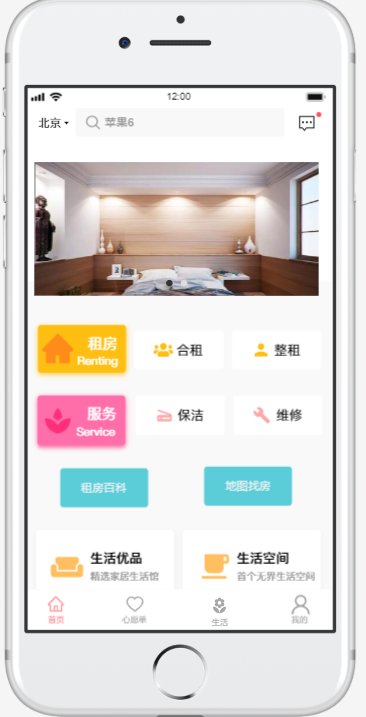 12:00
北京
苹果6
租房
Renting
合租
整租
服务
Service
保洁
维修
租房百科
地图找房
生活优品
精选家居生活馆
生活空间
首个无界生活空间
首页
心愿单
生活
我的